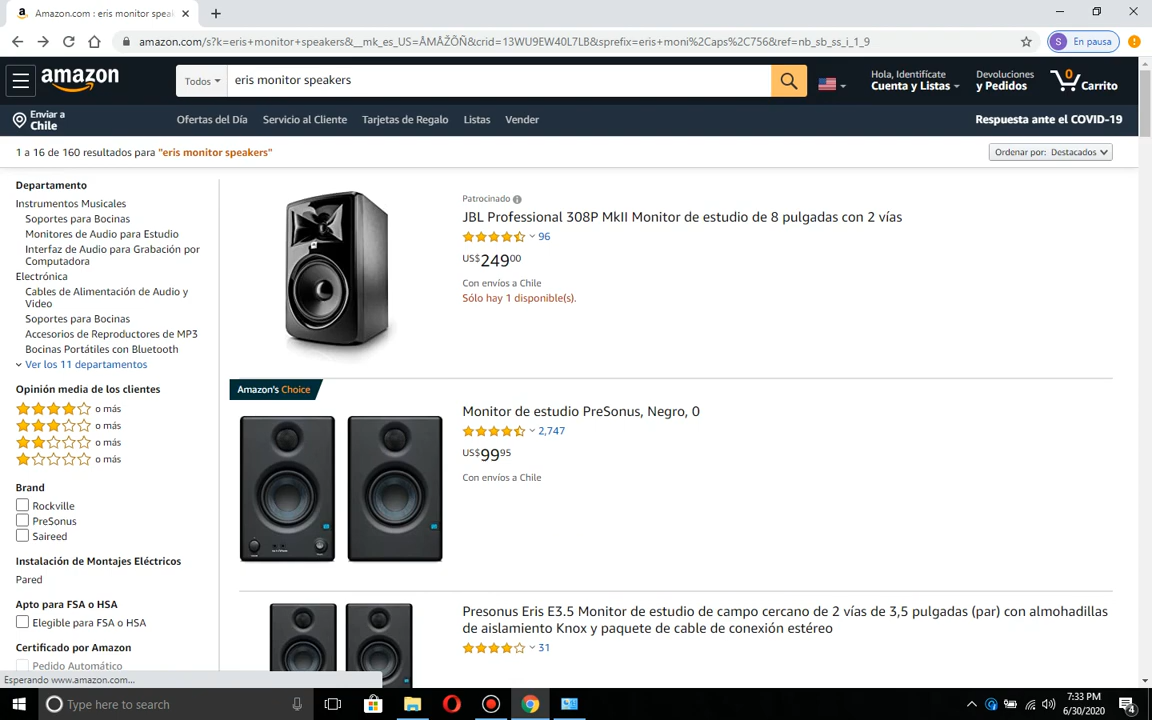 Amazon.com : eris monitor spea
amazon.com/s?k=eris+monitor+speakers&__mk_es_US=ÅMÅŽÕÑ&crid=13WU9EW40L7LB&sprefix=eris+moni%2Caps%2C756&ref=nb_sb_ss_i_1_9
S En pausa
amazon
Todos
eris monitor speakers
Hola, Identifícate
Cuenta y Listas
Devoluciones
y Pedidos
0
Carrito
Enviar a
Chile
Ofertas del Día Servicio al Cliente Tarjetas de Regalo Listas Vender
Respuesta ante el COVID-19
1 a 16 de 160 resultados para "eris monitor speakers"
Ordenar por: Destacados
Departamento
Instrumentos Musicales
Soportes para Bocinas
Monitores de Audio para Estudio
Interfaz de Audio para Grabación por
Computadora
Electrónica
Cables de Alimentación de Audio y
Video
Soportes para Bocinas
Accesorios de Reproductores de MP3
Bocinas Portátiles con Bluetooth
Ver los 11 departamentos
Opinión media de los clientes
o más
o más
o más
o más
Brand
Rockville
PreSonus
Saireed
Instalación de Montajes Eléctricos
Pared
Apto para FSA o HSA
Elegible para FSA o HSA
Certificado por Amazon
Pedido Automático
Patrocinado
JBL Professional 308P MkII Monitor de estudio de 8 pulgadas con 2 vías
96
US$24900
Con envíos a Chile
Sólo hay 1 disponible(s).
Amazon's Choice
Monitor de estudio PreSonus, Negro, 0
2,747
US$9995
Con envíos a Chile
Presonus Eris E3.5 Monitor de estudio de campo cercano de 2 vías de 3,5 pulgadas (par) con almohadillas
de aislamiento Knox y paquete de cable de conexión estéreo
31
Esperando www.amazon.com...
Type here to search
7:33 PM
6/30/2020
4